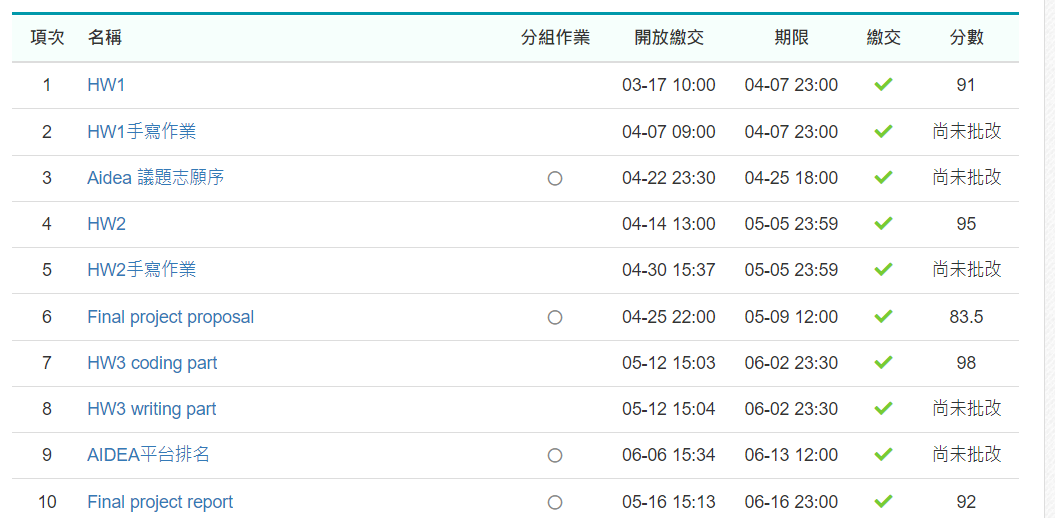 項次 名稱 分組作業 開放繳交 期限 繳交 分數
1 HW1 03-17 10:00 04-07 23:00 91
2 HW1手寫作業 04-07 09:00 04-07 23:00 尚未批改
3 Aidea 議題志願序 04-22 23:30 04-25 18:00 尚未批改
4 HW2 04-14 13:00 05-05 23:59 95
5 HW2手寫作業 04-30 15:37 05-05 23:59 尚未批改
6 Final project proposal 04-25 22:00 05-09 12:00 83.5
7 HW3 coding part 05-12 15:03 06-02 23:30 98
8 HW3 writing part 05-12 15:04 06-02 23:30 尚未批改
9 AIDEA平台排名 06-06 15:34 06-13 12:00 尚未批改
10 Final project report 05-16 15:13 06-16 23:00 92